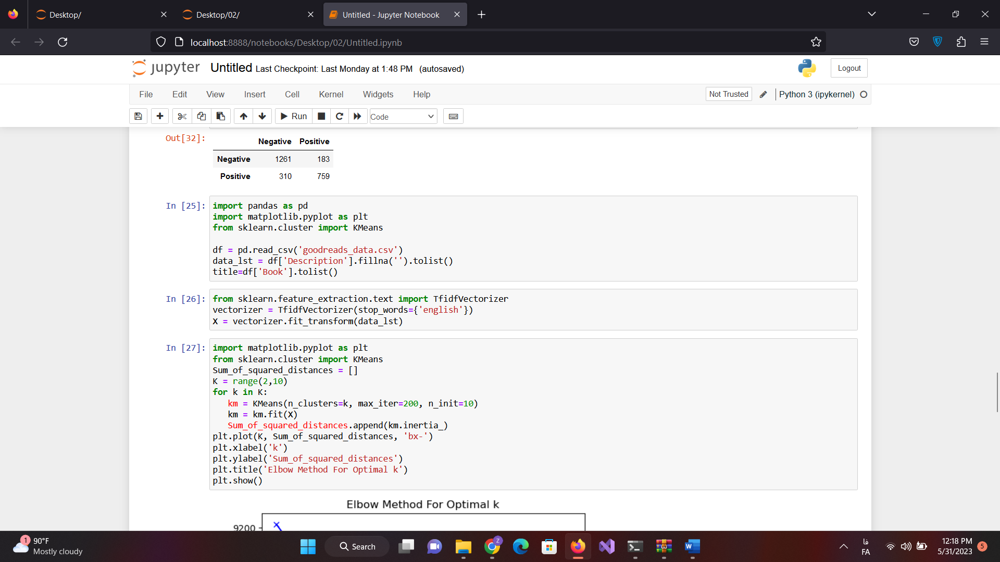 Desktop/
Desktop/02/
Untitled - Jupyter Notebook
localhost:8888/notebooks/Desktop/02/Untitled.ipynb
jupyter Untitled Last Checkpoint: Last Monday at 1:48 PM (autosaved)
Logout
File Edit View Insert Cell Kernel Widgets Help
Not Trusted
Python 3 (ipykernel)
Run
Code
Out[32]:
Negative Positive
Negative 1261 183
Positive 310 759
In [25]:
import pandas as pd
import matplotlib.pyplot as plt
from sklearn.cluster import KMeans
df = pd.read_csv('goodreads_data.csv')
data_lst = df['Description'].fillna('').tolist()
title=df['Book'].tolist()
In [26]:
from sklearn.feature_extraction.text import TfidfVectorizer
vectorizer = TfidfVectorizer(stop_words={'english'})
X = vectorizer.fit_transform(data_lst)
In [27]:
import matplotlib.pyplot as plt
from sklearn.cluster import KMeans
Sum_of_squared_distances = []
K = range(2,10)
for k in K:
   km = KMeans(n_clusters=k, max_iter=200, n_init=10)
   km = km.fit(X)
   Sum_of_squared_distances.append(km.inertia_)
plt.plot(K, Sum_of_squared_distances, 'bx-')
plt.xlabel('k')
plt.ylabel('Sum_of_squared_distances')
plt.title('Elbow Method For Optimal k')
plt.show()
Elbow Method For Optimal k
9200
1
90°F
Mostly cloudy
Search
Z
W
فا
FA
12:18 PM
5/31/2023
5